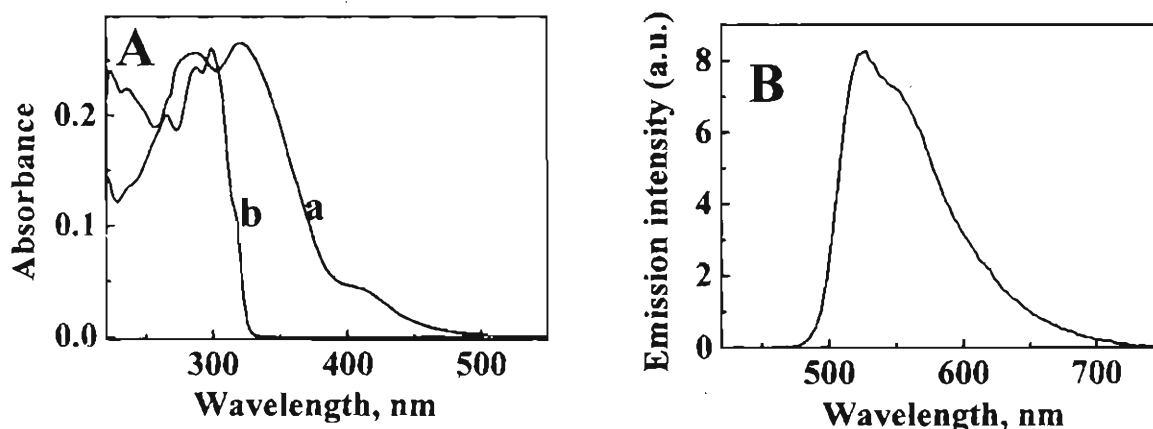 A
Absorbance
0.2
0.1
0.0
b
a
300 400 500
Wavelength, nm
B
Emission intensity (a.u.)
8
6
4
2
0
500 600 700
Wavelength, nm